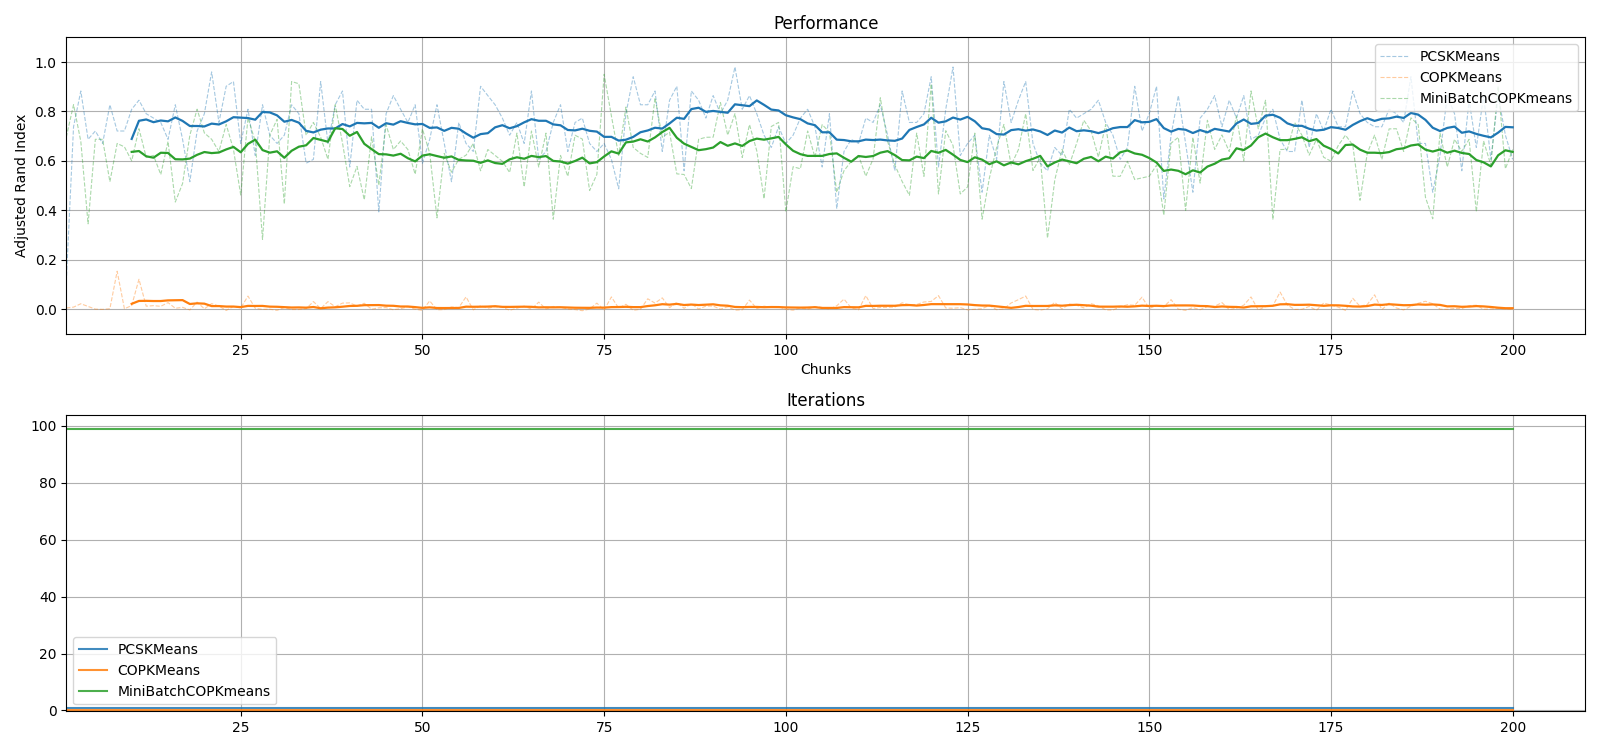 Performance
Adjusted Rand Index
1.0
0.8
0.6
0.4
0.2
0.0
PCSKMeans
COPKMeans
MiniBatchCOPKmeans
25 50 75 100 125 150 175 200
Chunks
Iterations
100
80
60
40
20
0
PCSKMeans
COPKMeans
MiniBatchCOPKmeans
25 50 75 100 125 150 175 200